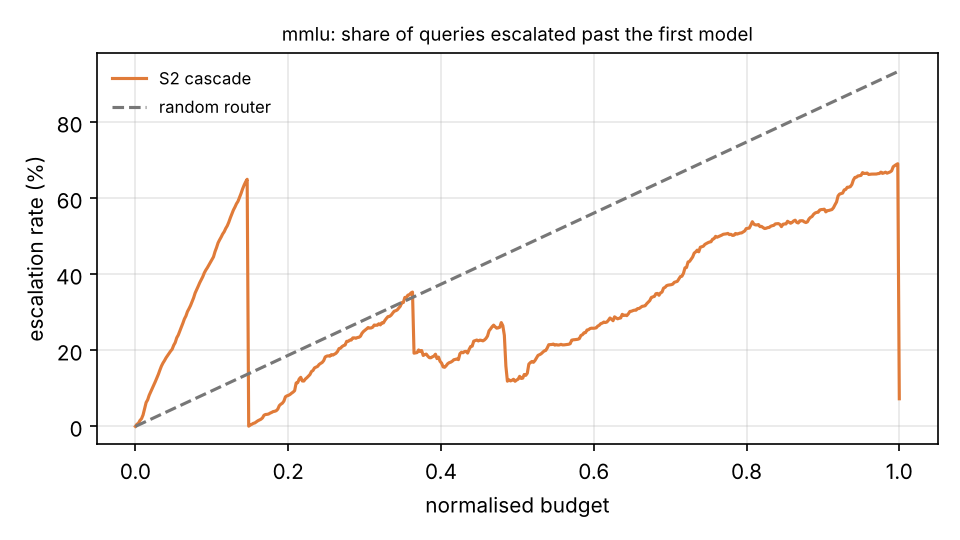 mmlu: share of queries escalated past the first model
S2 cascade
random router
escalation rate (%)
80
60
40
20
0
0.0 0.2 0.4 0.6 0.8 1.0
normalised budget